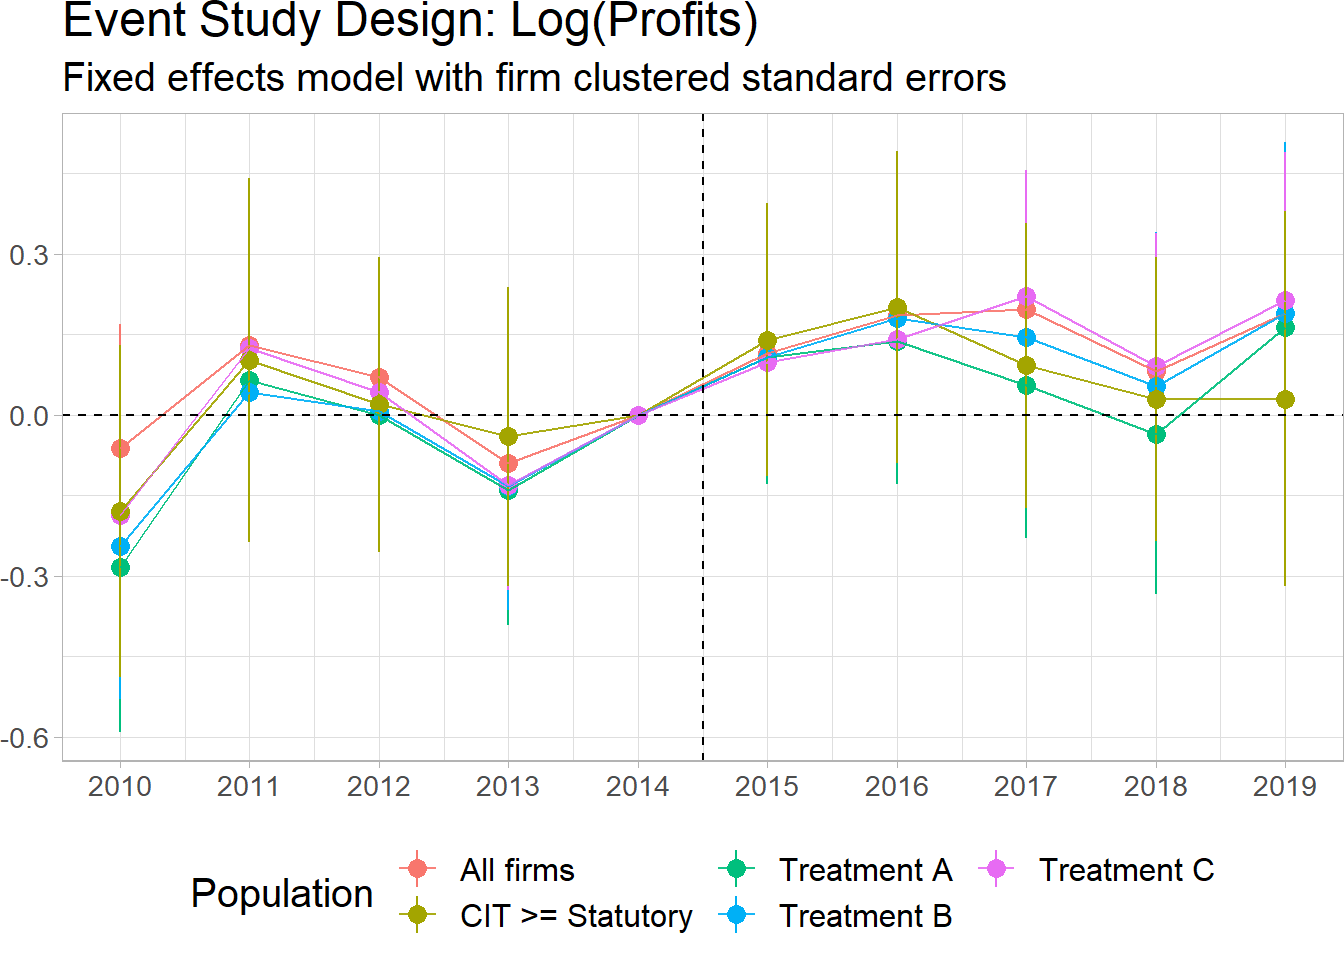 Event Study Design: Log(Profits)
Fixed effects model with firm clustered standard errors
0.3
0.0
-0.3
-0.6
2010 2011 2012 2013 2014 2015 2016 2017 2018 2019
Population
All firms
CIT >= Statutory
Treatment A
Treatment B
Treatment C